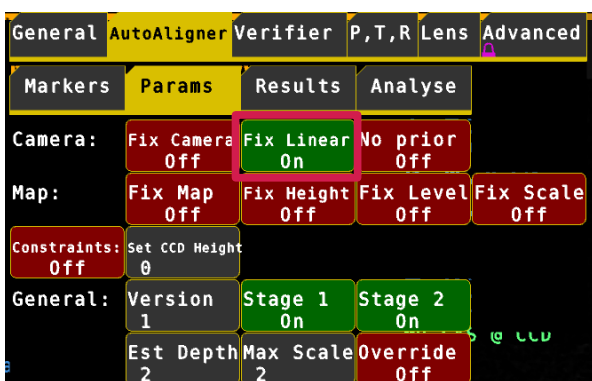 General AutoAligner Verifier P,T,R Lens Advanced
Markers Params Results Analyse
Camera: Fix Camera Off Fix Linear On No prior Off
Map: Fix Map Off Fix Height Off Fix Level Off Fix Scale Off
Constraints: Off Set CCD Height 0
General: Version 1 Stage 1 On Stage 2 On
@ CCD
Est Depth 2 Max Scale 2 Override Off